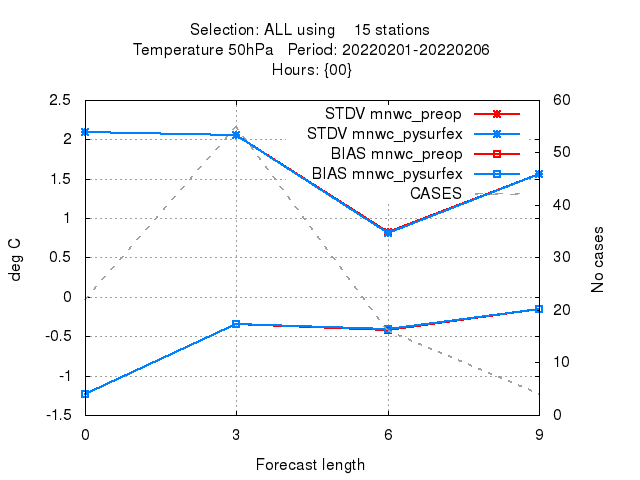 Selection: ALL using    15 stations
Temperature 50hPa   Period: 20220201-20220206
Hours: {00}
STDV mnwc_preop
STDV mnwc_pysurfex
BIAS mnwc_preop
BIAS mnwc_pysurfex
CASES
2.5
2
1.5
1
0.5
0
-0.5
-1
-1.5
deg C
60
50
40
30
20
10
0
No cases
0 3 6 9
Forecast length